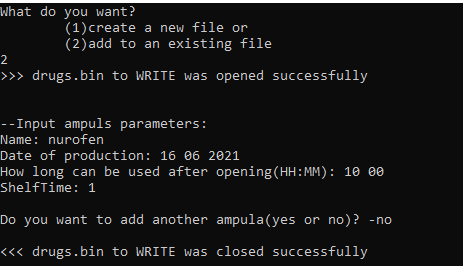 What do you want?
(1)create a new file or
(2)add to an existing file
2
>>> drugs.bin to WRITE was opened successfully
--Input ampuls parameters:
Name: nurofen
Date of production: 16 06 2021
How long can be used after opening(HH:MM): 10 00
ShelfTime: 1
Do you want to add another ampula(yes or no)? -no
<<< drugs.bin to WRITE was closed successfully